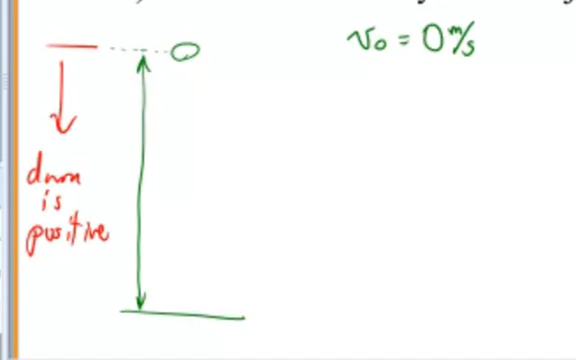 v₀ = 0 m/s
down
is
positive